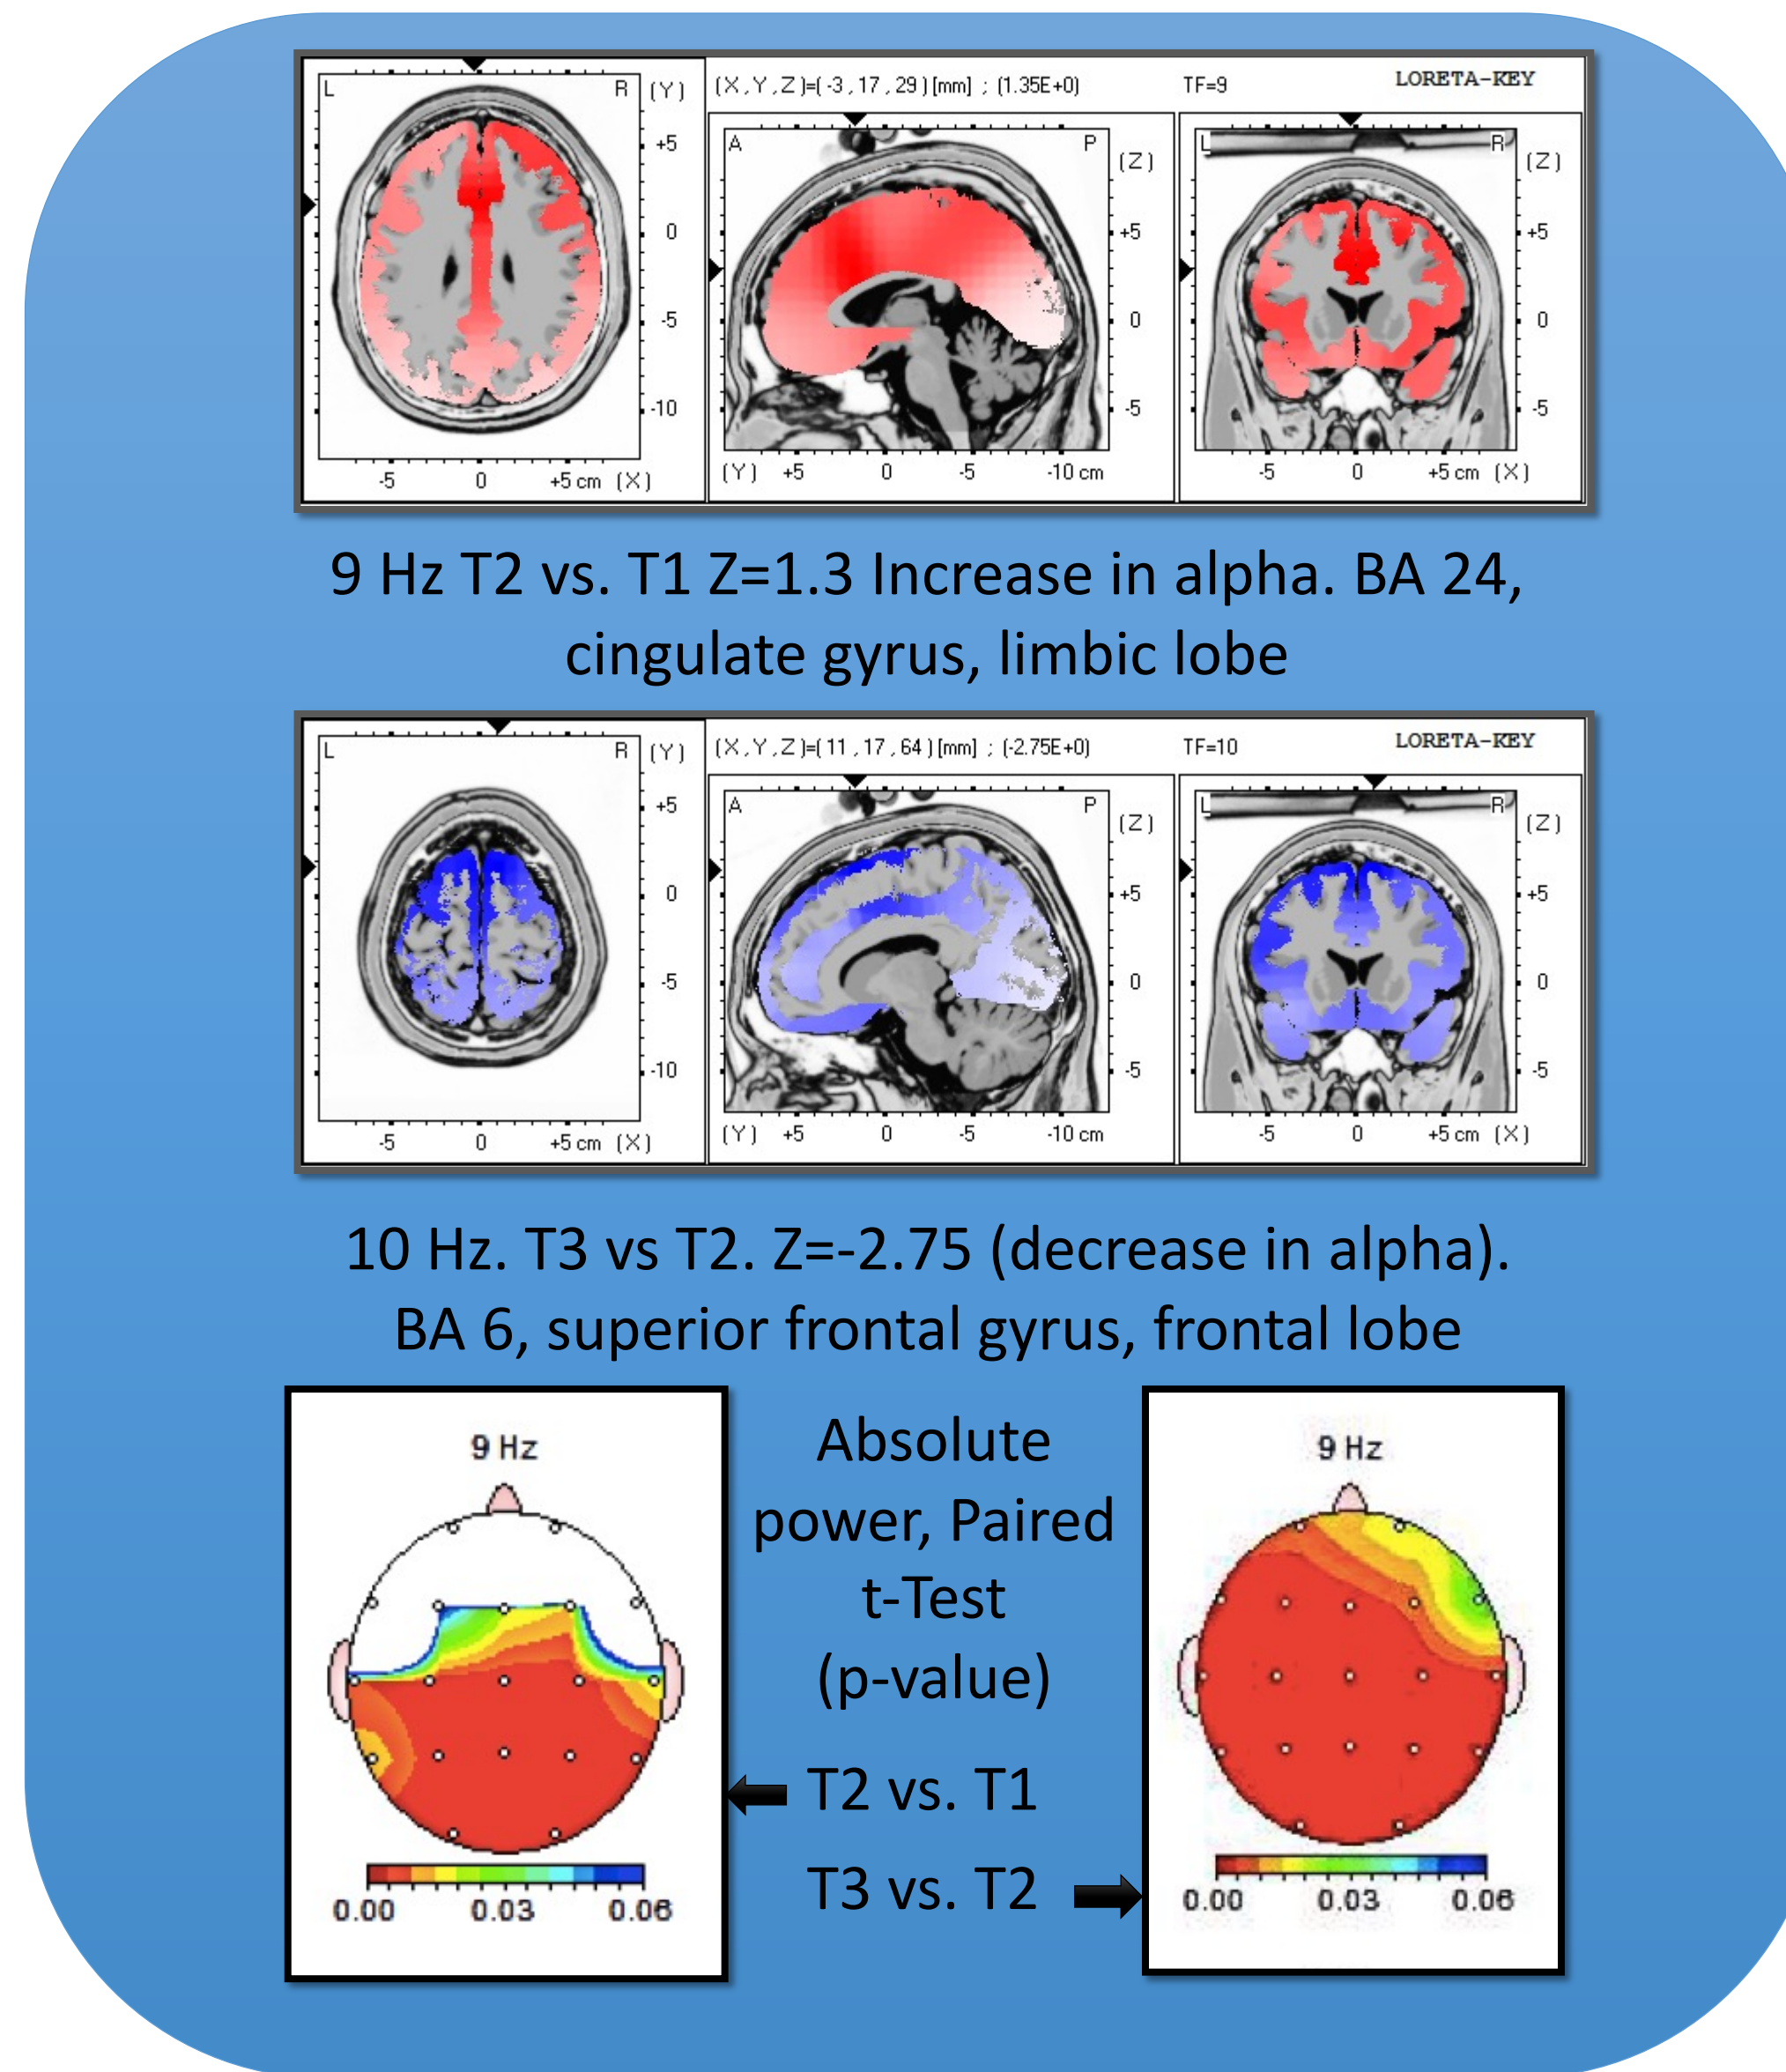 L R (Y) (X,Y,Z)=(-3,17,29)[mm] ; (1.35E+0) TF=9 LORETA-KEY
A P (Z) L R (Z)
+5 +5 +5
0
-5 0 0
-10 -5 -5
-5 0 +5 cm (X) (Y) +5 0 -5 -10 cm -5 0 +5 cm (X)
9 Hz T2 vs. T1 Z=1.3 Increase in alpha. BA 24,
cingulate gyrus, limbic lobe
L R (Y) (X,Y,Z)=(11,17,64)[mm] ; (-2.75E+0) TF=10 LORETA-KEY
A P (Z) L R (Z)
+5
0 +5 +5
-5 0 0
-10 -5 -5
-5 0 +5 cm (X) (Y) +5 0 -5 -10 cm -5 0 +5 cm (X)
10 Hz. T3 vs T2. Z=-2.75 (decrease in alpha).
BA 6, superior frontal gyrus, frontal lobe
9 Hz
0.00 0.03 0.06
Absolute
power, Paired
t-Test
(p-value)
T2 vs. T1
T3 vs. T2
9 Hz
0.00 0.03 0.06